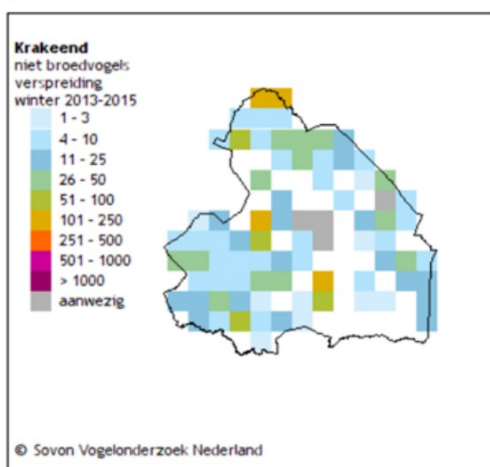 Krakeend
niet broedvogels
verspreiding
winter 2013-2015
1 - 3
4 - 10
11 - 25
26 - 50
51 - 100
101 - 250
251 - 500
501 - 1000
> 1000
aanwezig
© Sovon Vogelonderzoek Nederland